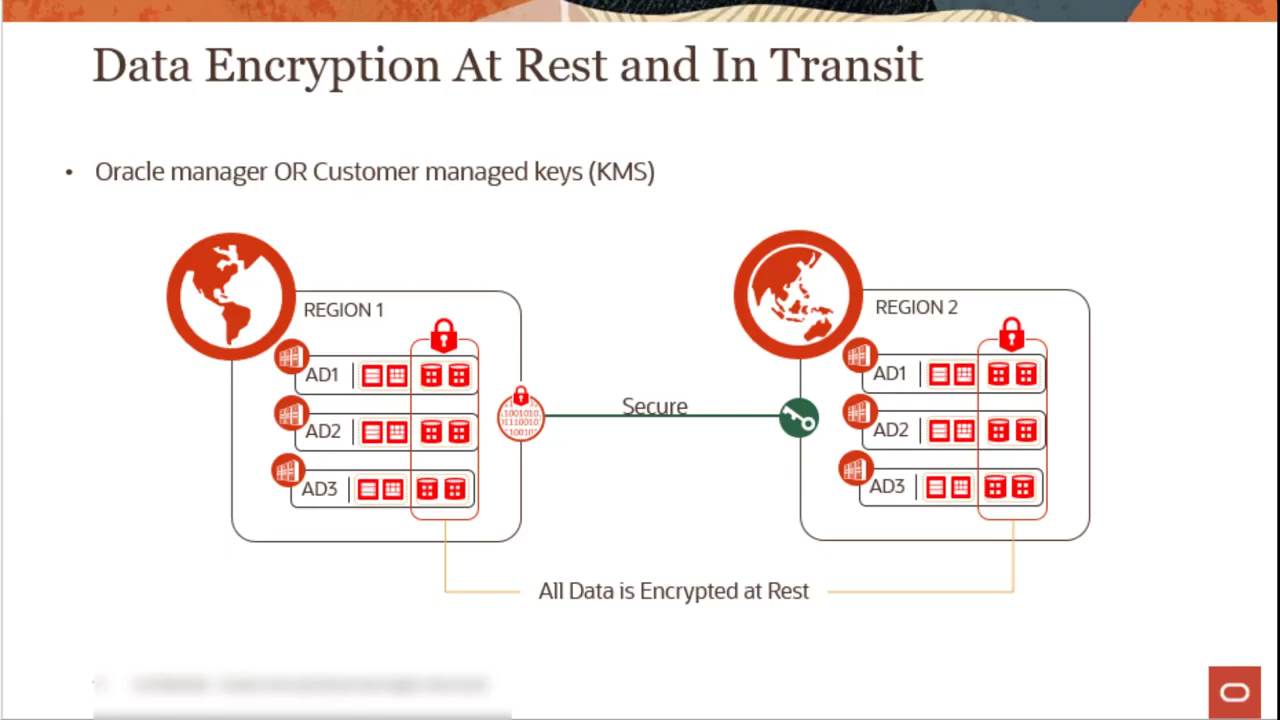 Data Encryption At Rest and In Transit
• Oracle manager OR Customer managed keys (KMS)
REGION 1
AD1
AD2
AD3
Secure
REGION 2
AD1
AD2
AD3
All Data is Encrypted at Rest